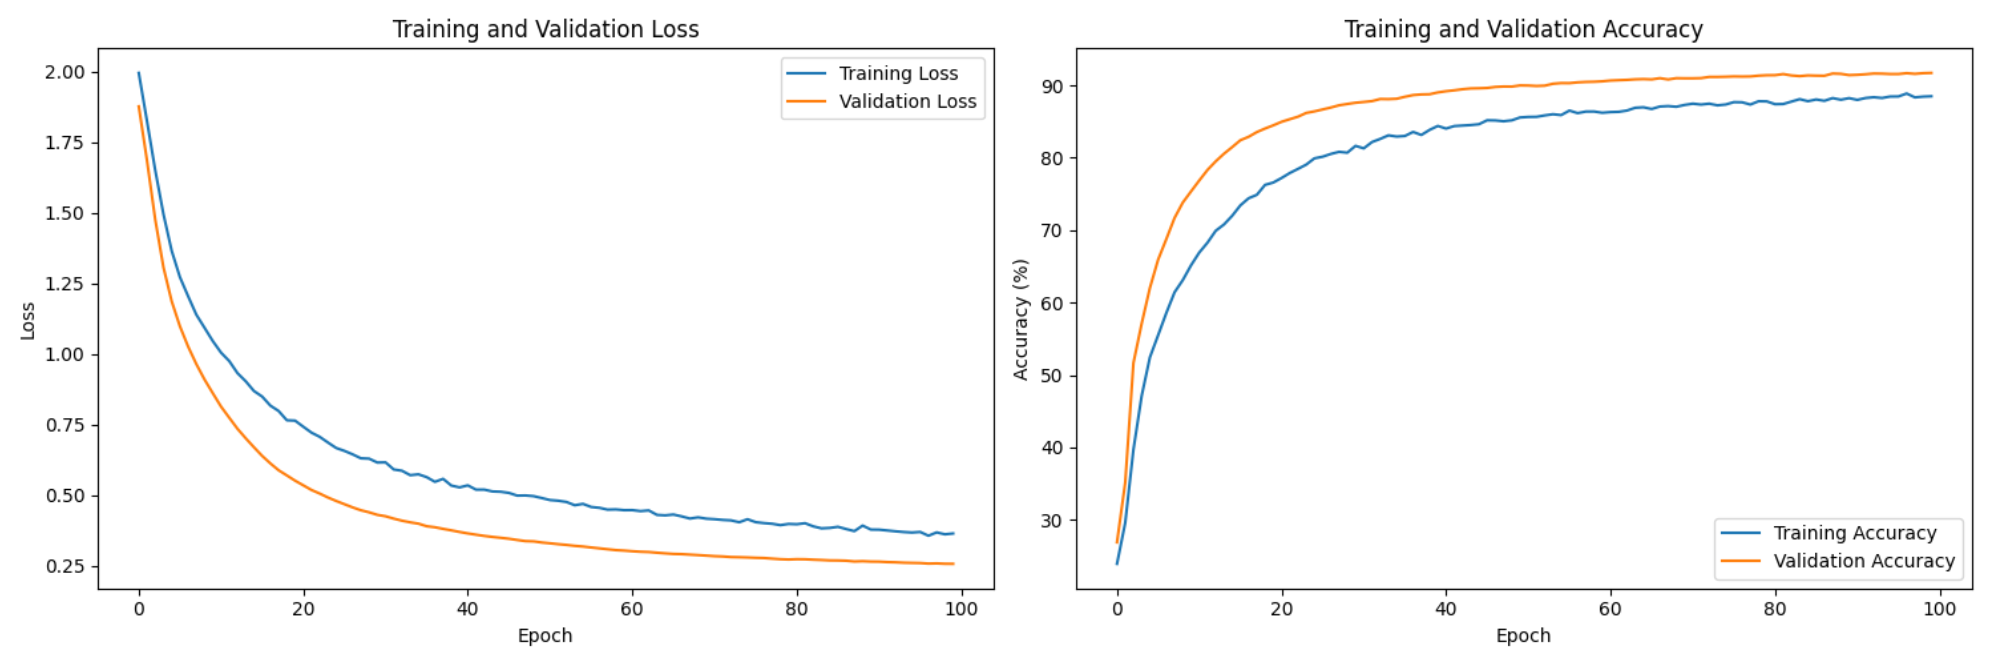 Training and Validation Loss
Training Loss
Validation Loss
2.00
1.75
1.50
1.25
1.00
0.75
0.50
0.25
Loss
0 20 40 60 80 100
Epoch
Training and Validation Accuracy
90
80
70
60
50
40
30
Accuracy (%)
Training Accuracy
Validation Accuracy
0 20 40 60 80 100
Epoch